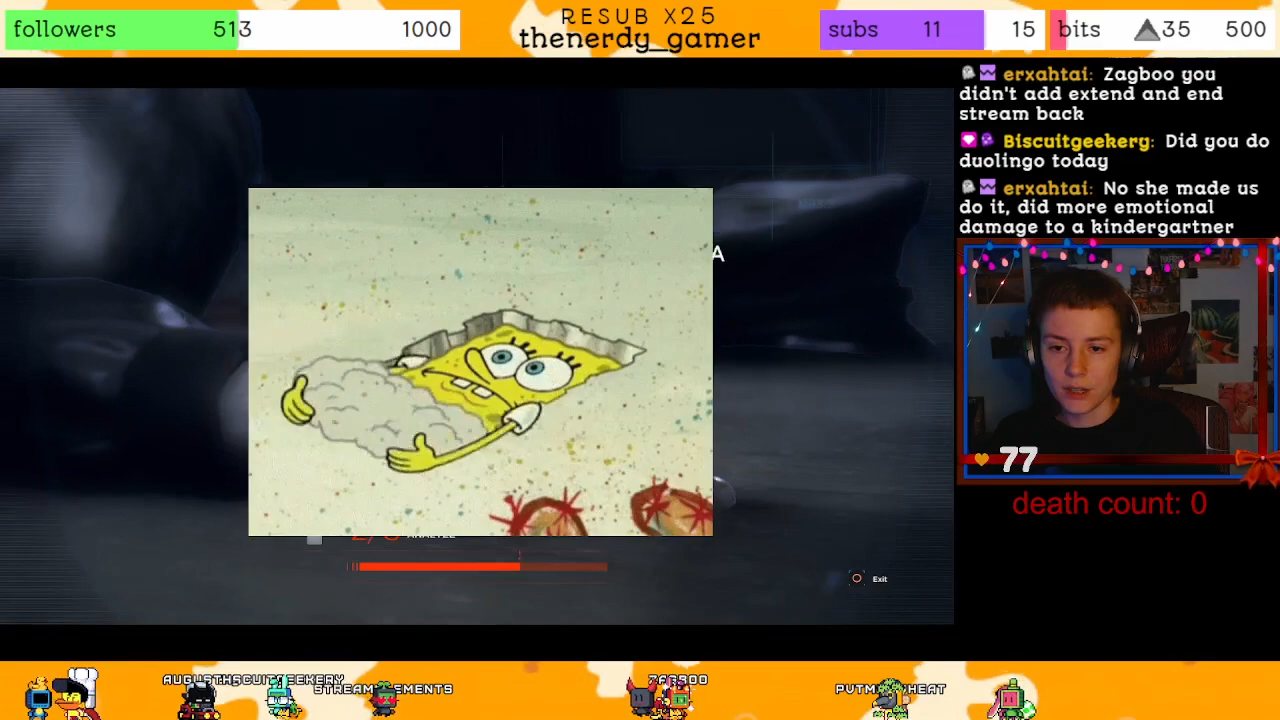 followers 513 1000
RESUB X25
thenerdy_gamer
subs 11 15
bits 35 500
erxahtai: Zagboo you
didn't add extend and end
stream back
Biscuitgeekery: Did you do
duolingo today
erxahtai: No she made us
do it, did more emotional
damage to a kindergartner
A
77
death count: 0
Exit
ZAGBOO